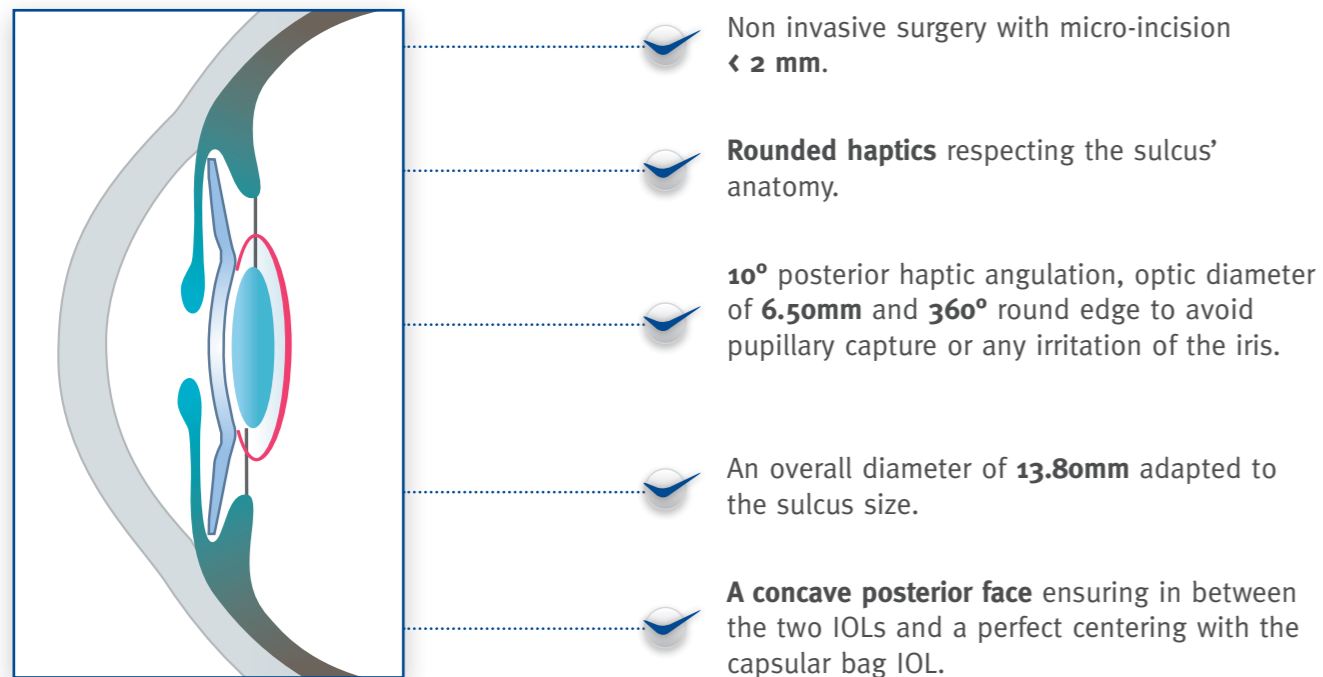 Non invasive surgery with micro-incision
< 2 mm.
Rounded haptics respecting the sulcus’
anatomy.
10° posterior haptic angulation, optic diameter
of 6.50mm and 360° round edge to avoid
pupillary capture or any irritation of the iris.
An overall diameter of 13.80mm adapted to
the sulcus size.
A concave posterior face ensuring in between
the two IOLs and a perfect centering with the
capsular bag IOL.